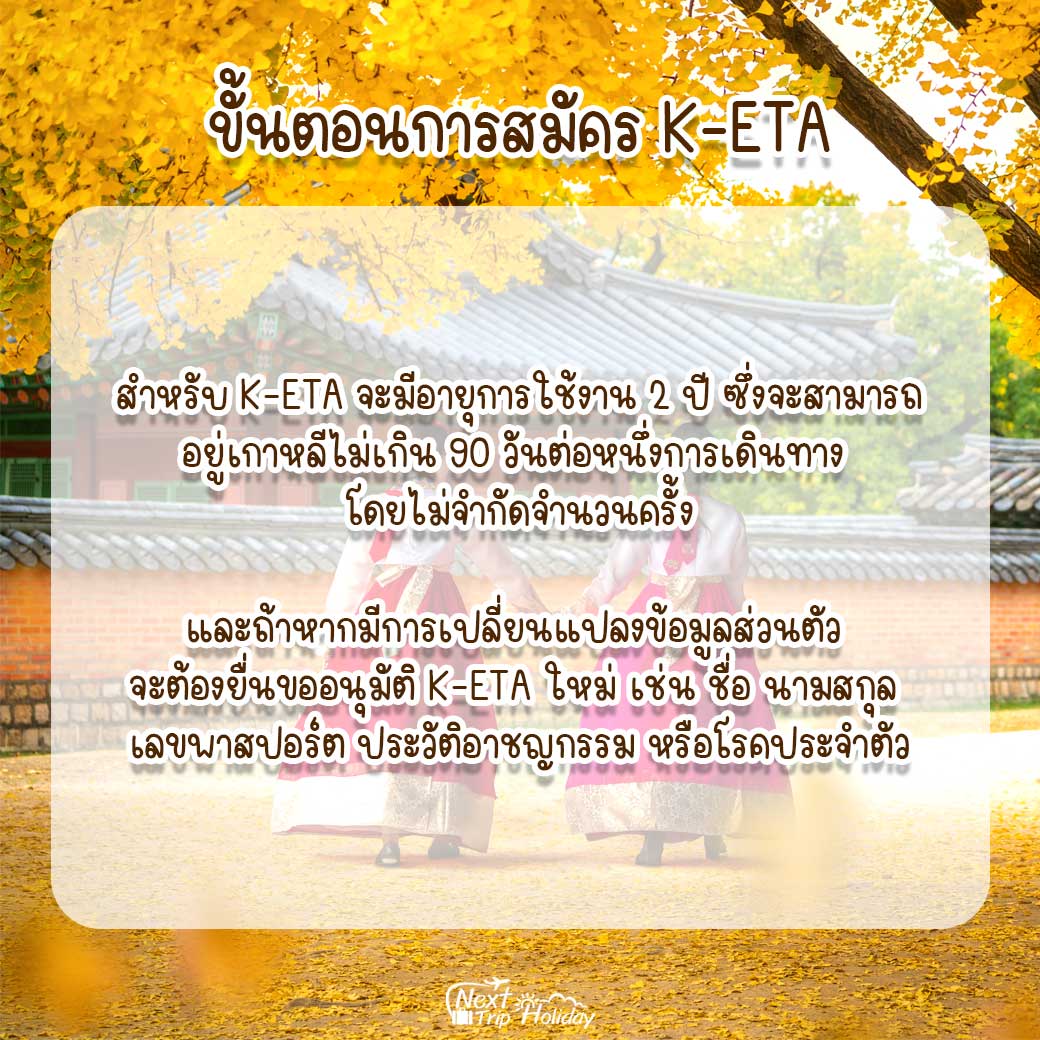 ขั้นตอนการสมัคร K-ETA
สำหรับ K-ETA จะมีอายุการใช้งาน 2 ปี ซึ่งจะสามารถ
อยู่เกาหลีไม่เกิน 90 วันต่อหนึ่งการเดินทาง
โดยไม่จำกัดจำนวนครั้ง
และถ้าหากมีการเปลี่ยนแปลงข้อมูลส่วนตัว
จะต้องยื่นขออนุมัติ K-ETA ใหม่ เช่น ชื่อ นามสกุล
เลขพาสปอร์ต ประวัติอาชญกรรม หรือโรคประจำตัว
Next
Trip Holiday